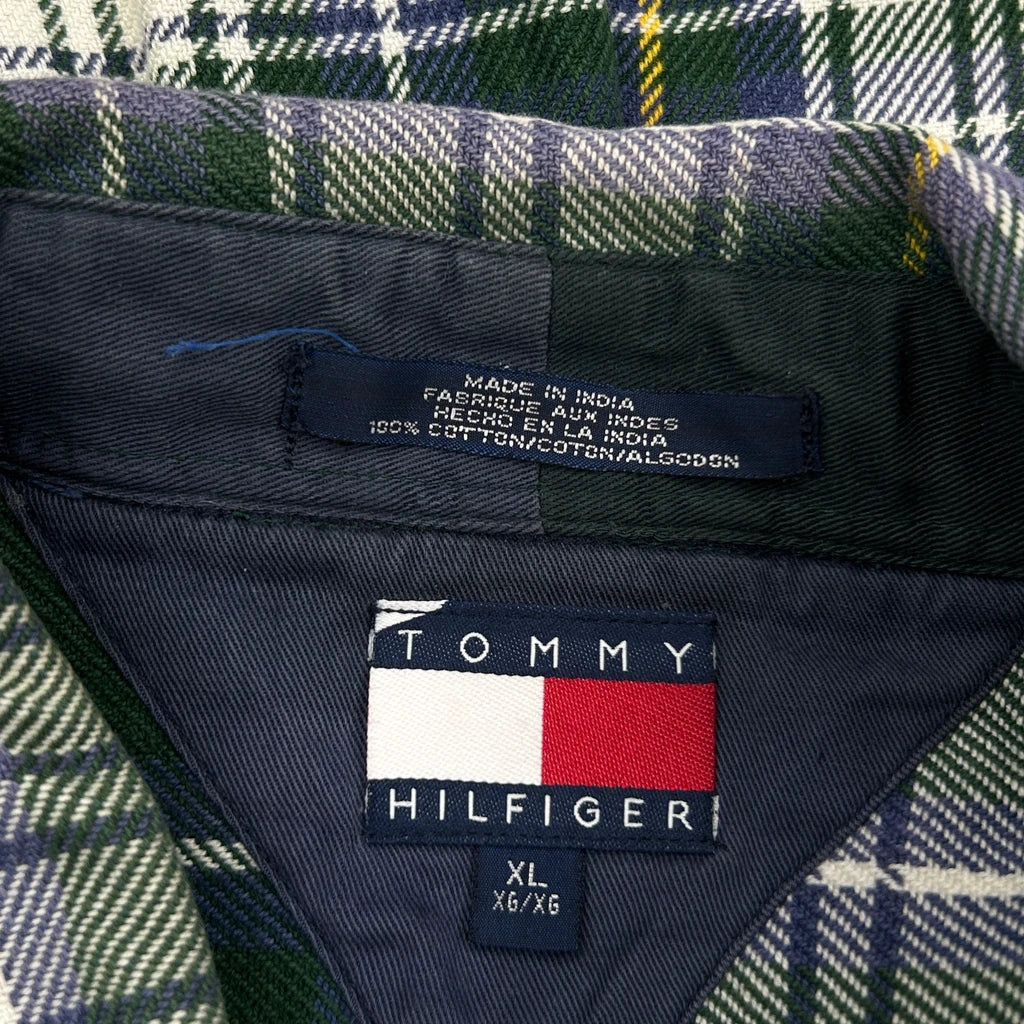 MADE IN INDIA
FABRIQUE AUX INDES
HECHO EN LA INDIA
100% COTTON/COTON/ALGODON
TOMMY
HILFIGER
XL
XG/XG